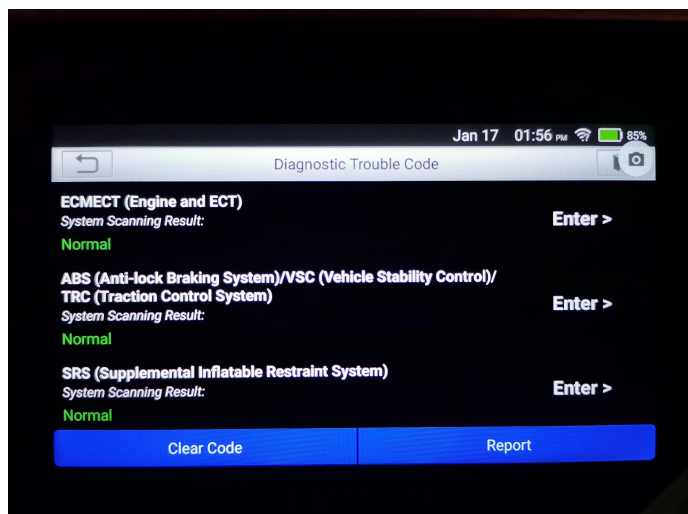 Jan 17 01:56 PM 85%
Diagnostic Trouble Code
ECMECT (Engine and ECT)
System Scanning Result:
Enter >
Normal
ABS (Anti-lock Braking System)/VSC (Vehicle Stability Control)/
TRC (Traction Control System)
System Scanning Result:
Enter >
Normal
SRS (Supplemental Inflatable Restraint System)
System Scanning Result:
Enter >
Normal
Clear Code
Report